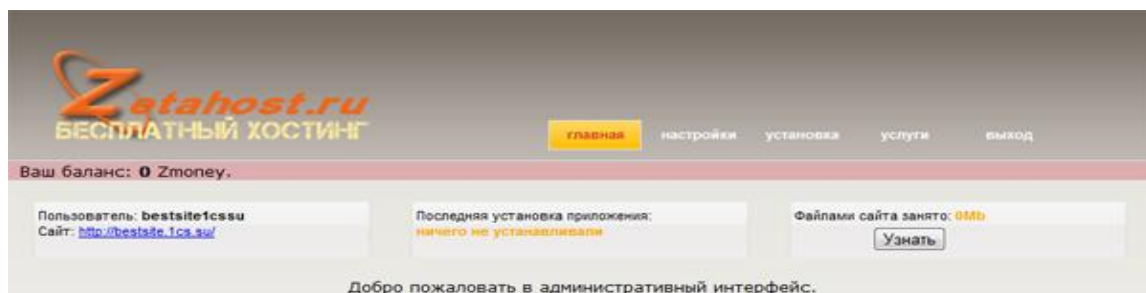 Zetahost.ru
БЕСПЛАТНЫЙ ХОСТИНГ
главная настройки установка услуги выход
Ваш баланс: 0 Zmoney.
Пользователь: bestsite1cssu
Сайт: http://bestsite.1cs.su/
Последняя установка приложения:
ничего не устанавливали
Файлами сайта занято: 0Mb
Узнать
Добро пожаловать в административный интерфейс.